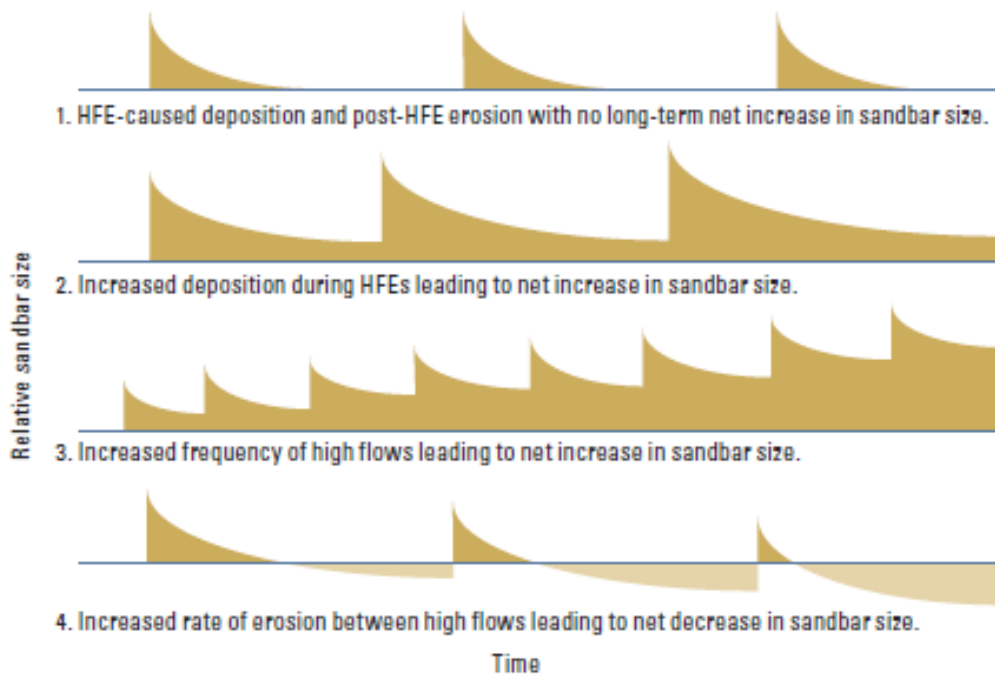 1. HFE-caused deposition and post-HFE erosion with no long-term net increase in sandbar size.
2. Increased deposition during HFEs leading to net increase in sandbar size.
Relative sandbar size
3. Increased frequency of high flows leading to net increase in sandbar size.
4. Increased rate of erosion between high flows leading to net decrease in sandbar size.
Time